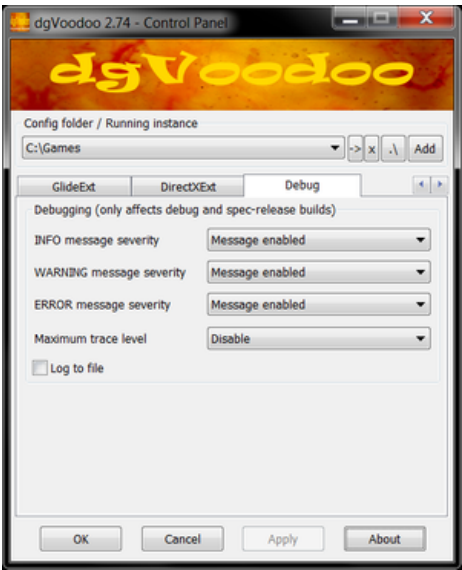 dgVoodoo 2.74 - Control Panel
dgVoodoo
Config folder / Running instance
C:\Games -> x .\ Add
GlideExt DirectXExt Debug
Debugging (only affects debug and spec-release builds)
INFO message severity Message enabled
WARNING message severity Message enabled
ERROR message severity Message enabled
Maximum trace level Disable
Log to file
OK Cancel Apply About